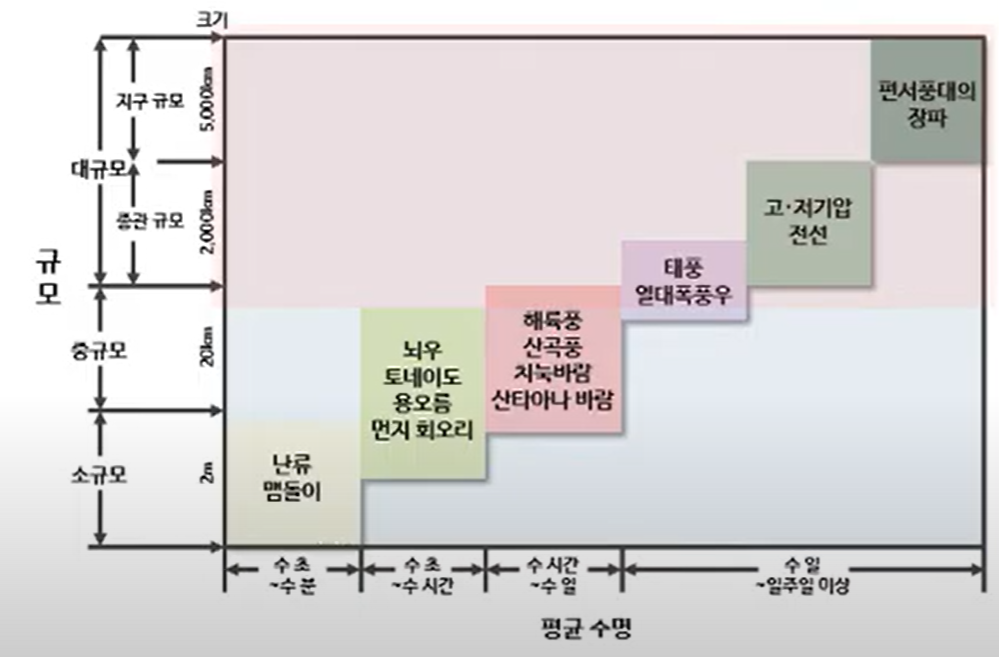 크기
지구 규모
5,000km
편서풍대의
장파
대규모
종관 규모
2,000km
고·저기압
전선
규
모
태풍
열대폭풍우
해륙풍
산곡풍
치눅바람
산타아나 바람
중규모
20km
뇌우
토네이도
용오름
먼지 회오리
소규모
2m
난류
맴돌이
수 초
~수 분
수 초
~수 시간
수 시간
~수 일
수 일
~일주일 이상
평균 수명